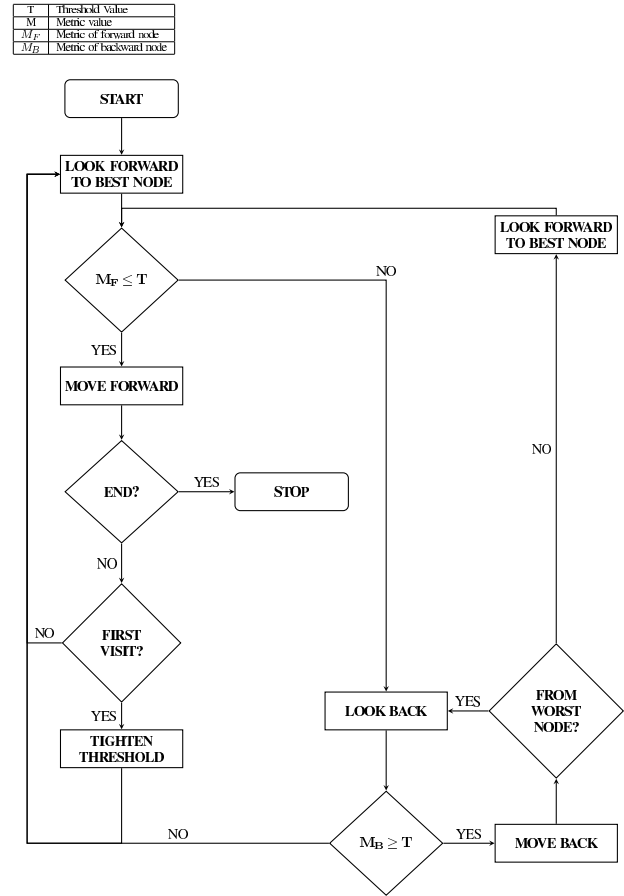 T Threshold Value
M Metric value
M_F Metric of forward node
M_B Metric of backward node
START
LOOK FORWARD
TO BEST NODE
LOOK FORWARD
TO BEST NODE
M_F ≤ T
NO
YES
MOVE FORWARD
NO
END?
YES
STOP
NO
FIRST
VISIT?
NO
YES
LOOK BACK
YES
FROM
WORST
NODE?
TIGHTEN
THRESHOLD
NO
M_B ≥ T
YES
MOVE BACK